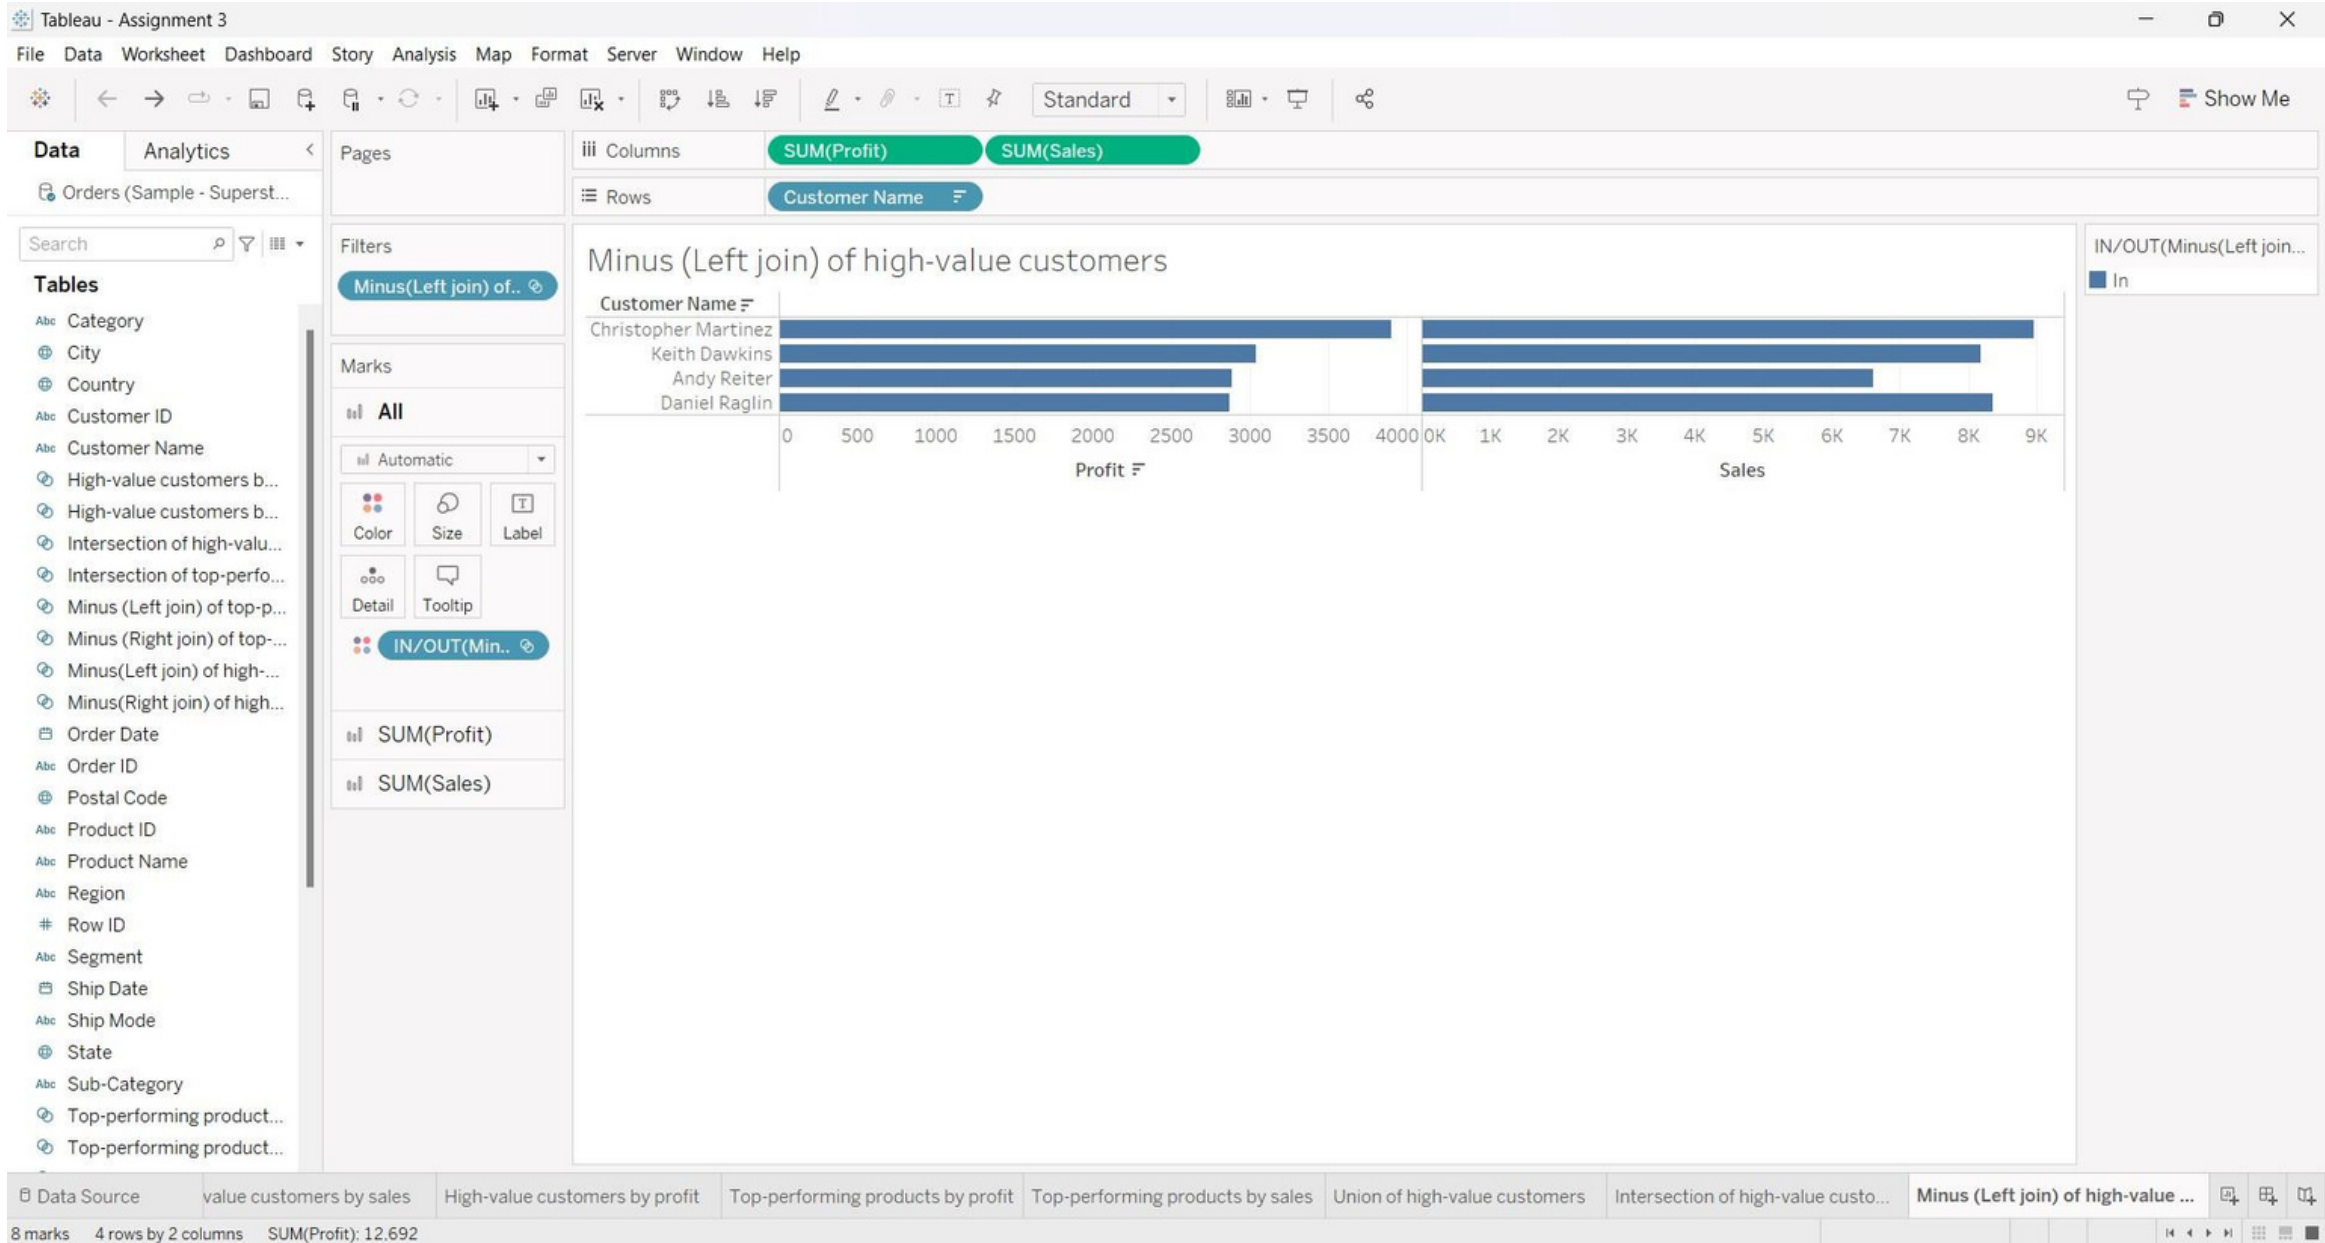 Tableau - Assignment 3
File Data Worksheet Dashboard Story Analysis Map Format Server Window Help
Standard
Show Me
Data Analytics
Orders (Sample - Superst...
Search
Tables
Abc Category
City
Country
Abc Customer ID
Abc Customer Name
High-value customers b...
High-value customers b...
Intersection of high-valu...
Intersection of top-perfo...
Minus (Left join) of top-p...
Minus (Right join) of top-...
Minus(Left join) of high-...
Minus(Right join) of high...
Order Date
Abc Order ID
Postal Code
Abc Product ID
Abc Product Name
Abc Region
# Row ID
Abc Segment
Ship Date
Abc Ship Mode
State
Abc Sub-Category
Top-performing product...
Top-performing product...
Pages
Filters
Minus(Left join) of..
Marks
All
Automatic
Color Size T Label
Detail Tooltip
IN/OUT(Min..
SUM(Profit)
SUM(Sales)
iii Columns SUM(Profit) SUM(Sales)
Rows Customer Name
Minus (Left join) of high-value customers
Customer Name
Christopher Martinez
Keith Dawkins
Andy Reiter
Daniel Raglin
0 500 1000 1500 2000 2500 3000 3500 4000 0K 1K 2K 3K 4K 5K 6K 7K 8K 9K
Profit Sales
IN/OUT(Minus(Left join...
In
Data Source value customers by sales High-value customers by profit Top-performing products by profit Top-performing products by sales Union of high-value customers Intersection of high-value custo... Minus (Left join) of high-value ...
8 marks 4 rows by 2 columns SUM(Profit): 12,692